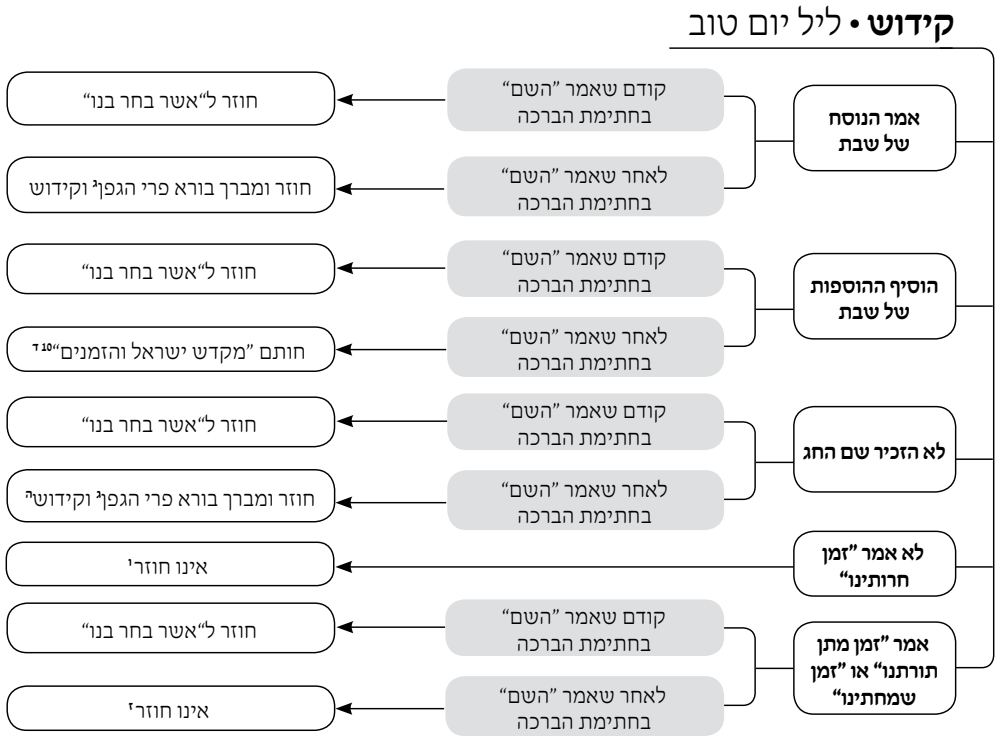 קידוש • ליל יום טוב
אמר הנוסח
של שבת
קודם שאמר "השם"
בחתימת הברכה
חוזר ל"אשר בחר בנו"
לאחר שאמר "השם"
בחתימת הברכה
חוזר ומברך בורא פרי הגפן וקידוש
הוסיף ההוספות
של שבת
קודם שאמר "השם"
בחתימת הברכה
חוזר ל"אשר בחר בנו"
לאחר שאמר "השם"
בחתימת הברכה
חותם "מקדש ישראל והזמנים"10 ד
לא הזכיר שם החג
קודם שאמר "השם"
בחתימת הברכה
חוזר ל"אשר בחר בנו"
לאחר שאמר "השם"
בחתימת הברכה
חוזר ומברך בורא פרי הגפן וקידושה
לא אמר "זמן
חרותינו"
אינו חוזרו
אמר "זמן מתן
תורתנו" או "זמן
שמחתינו"
קודם שאמר "השם"
בחתימת הברכה
חוזר ל"אשר בחר בנו"
לאחר שאמר "השם"
בחתימת הברכה
אינו חוזרז